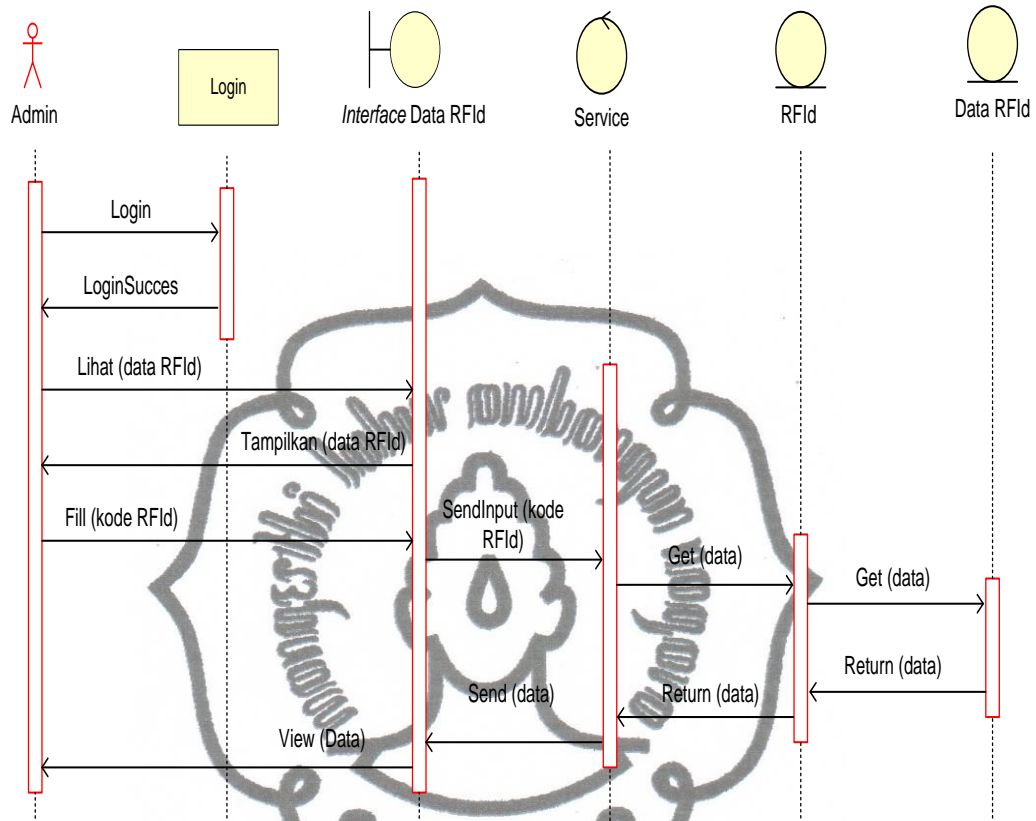 Login
Admin
Interface Data RFId
Service
RFId
Data RFId
Login
LoginSucces
Lihat (data RFId)
Tampilkan (data RFId)
Fill (kode RFId)
SendInput (kode
RFId)
Get (data)
Get (data)
Return (data)
Return (data)
Send (data)
View (Data)